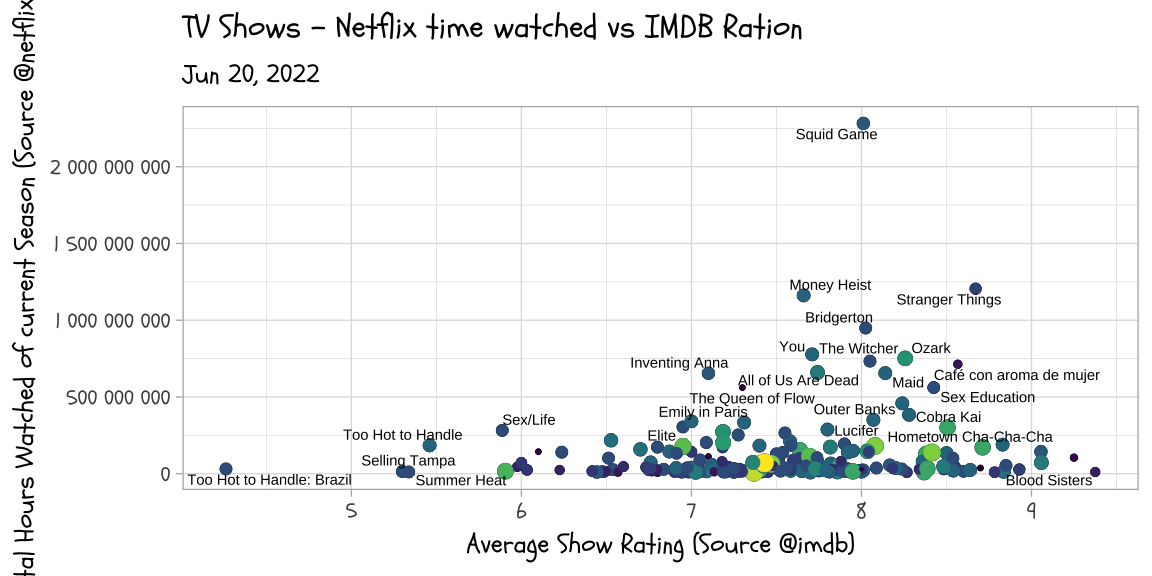 TV Shows – Netflix time watched vs IMDB Ration
Jun 20, 2022
tal Hours Watched of current Season (Source @netflix
2 000 000 000
1 500 000 000
1 000 000 000
500 000 000
0
Squid Game
Money Heist
Stranger Things
Bridgerton
You
The Witcher
Ozark
Inventing Anna
Café con aroma de mujer
All of Us Are Dead
Maid
The Queen of Flow
Sex Education
Emily in Paris
Outer Banks
Cobra Kai
Sex/Life
Too Hot to Handle
Elite
Lucifer
Hometown Cha-Cha-Cha
Selling Tampa
Too Hot to Handle: Brazil
Summer Heat
Blood Sisters
5
6
7
8
9
Average Show Rating (Source @imdb)